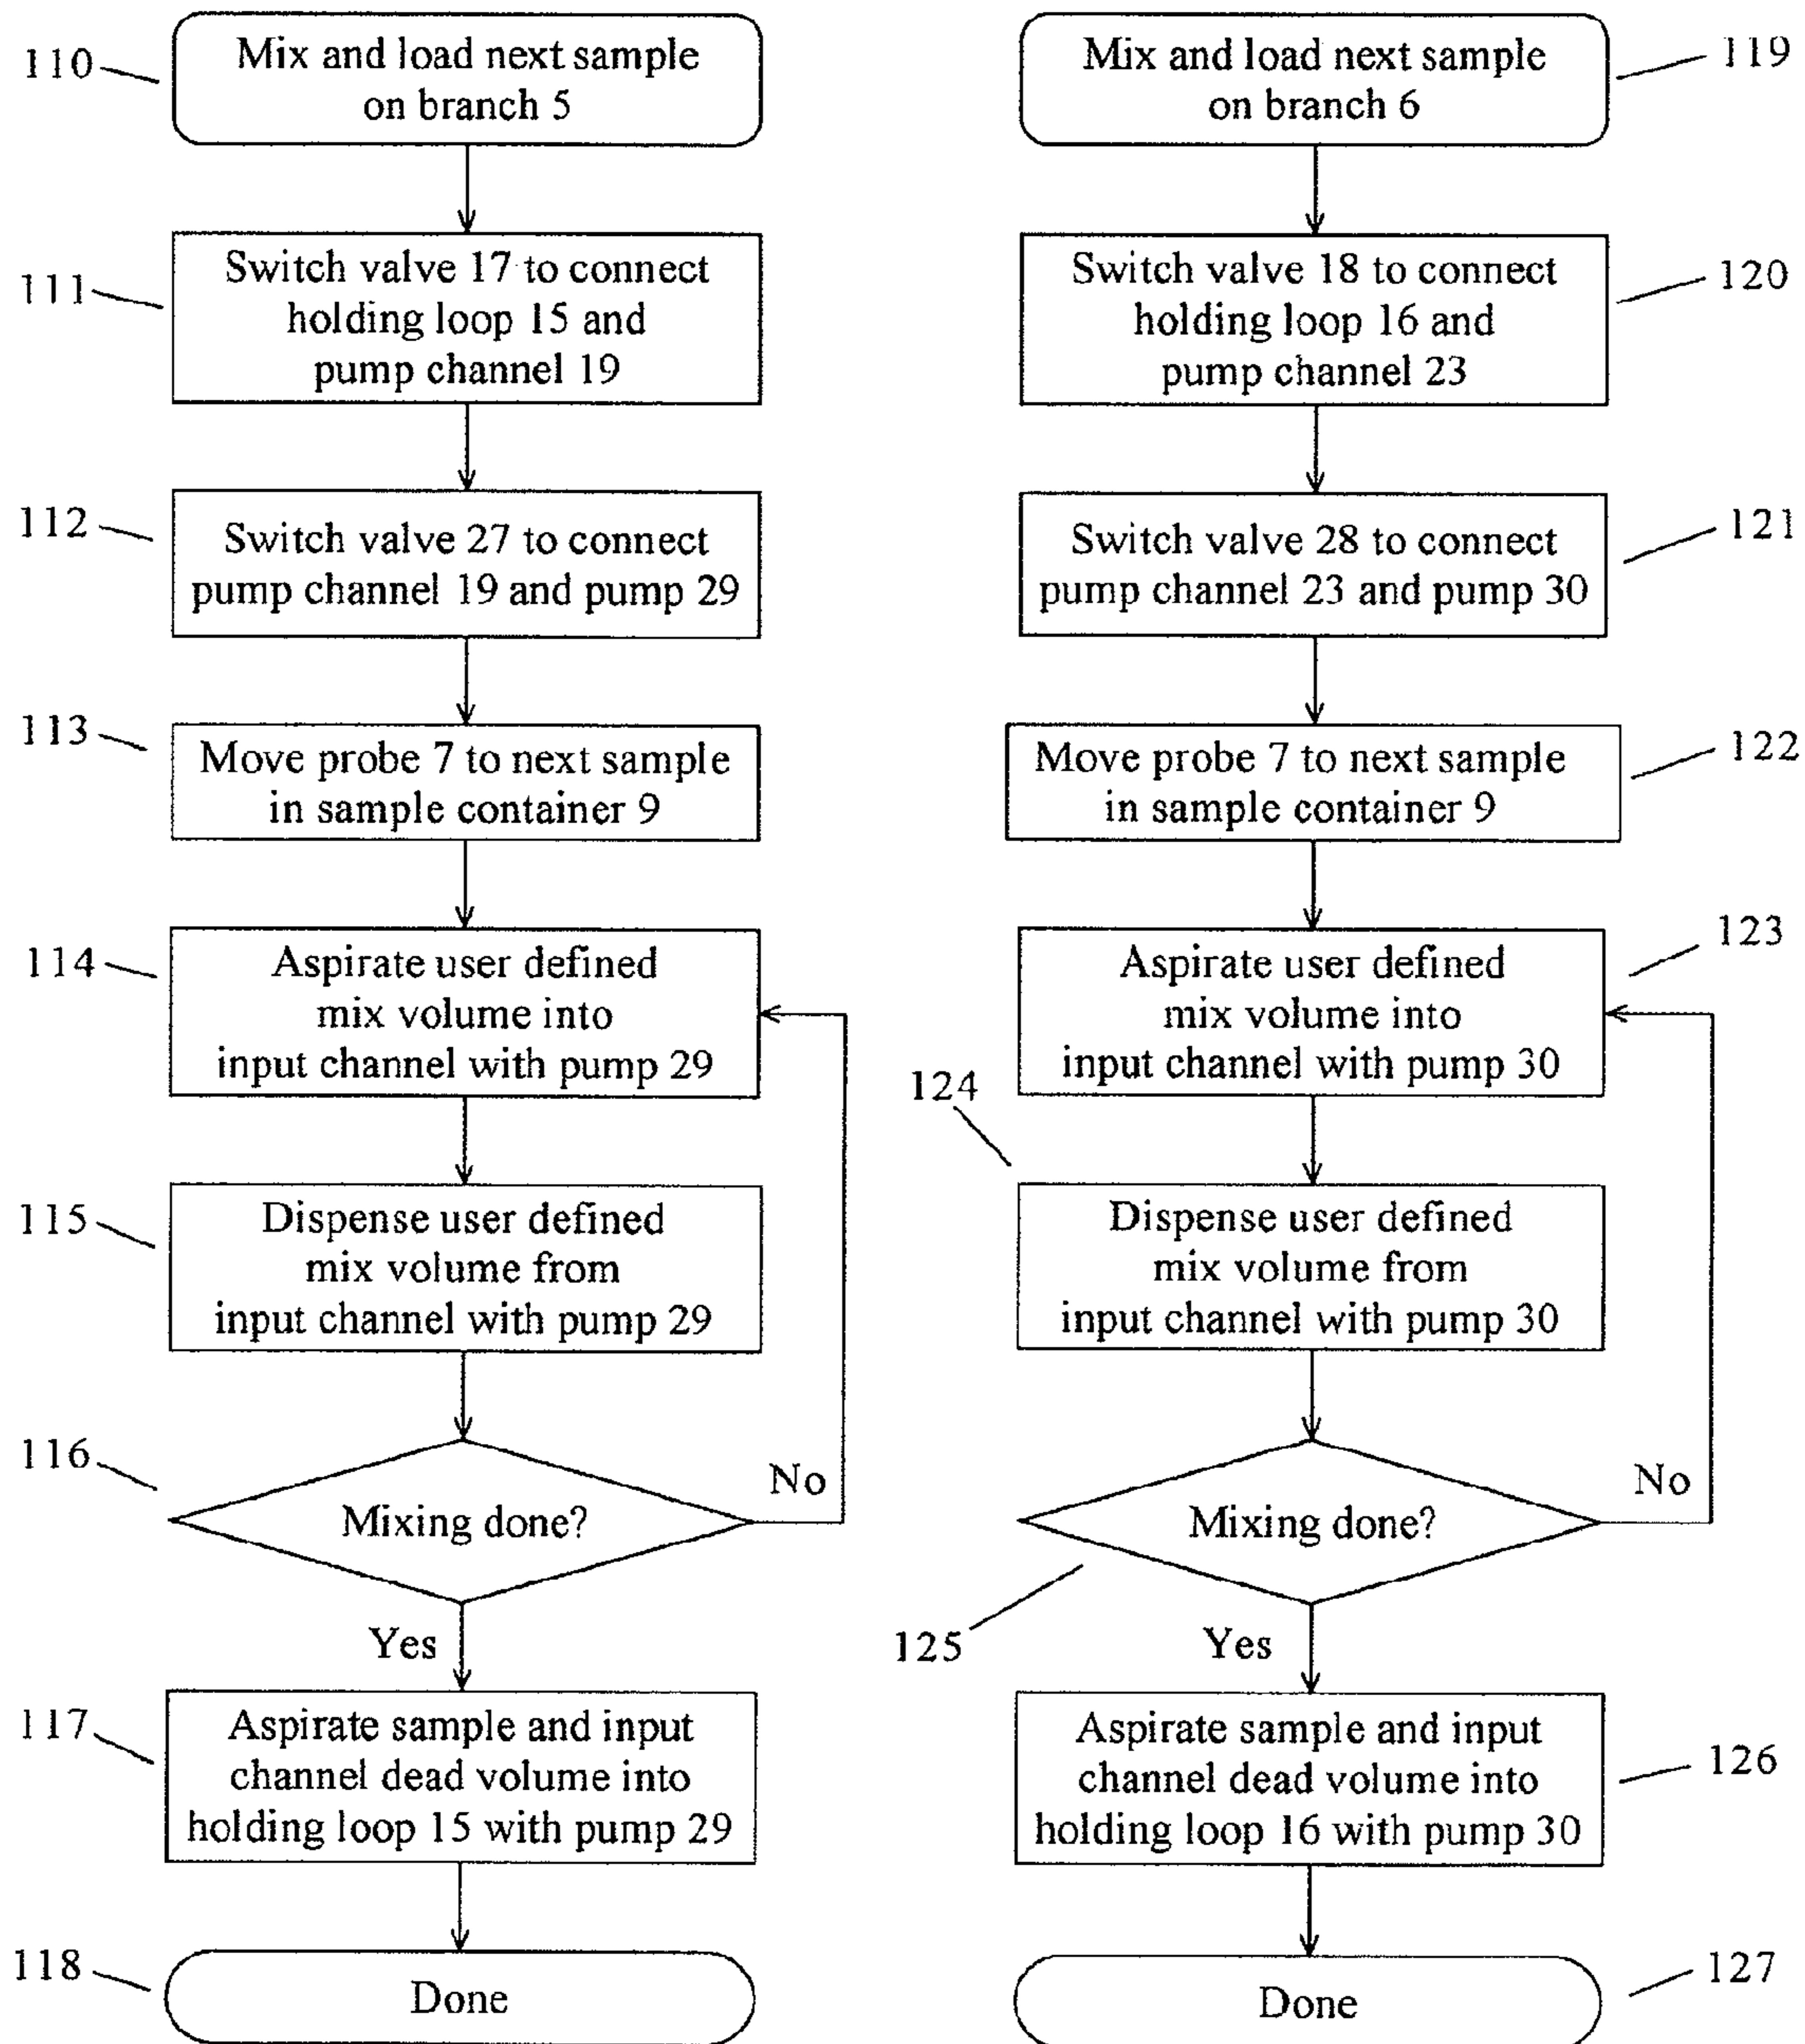 110
Mix and load next sample
on branch 5
111
Switch valve 17 to connect
holding loop 15 and
pump channel 19
112
Switch valve 27 to connect
pump channel 19 and pump 29
113
Move probe 7 to next sample
in sample container 9
114
Aspirate user defined
mix volume into
input channel with pump 29
115
Dispense user defined
mix volume from
input channel with pump 29
116
Mixing done?
No
Yes
117
Aspirate sample and input
channel dead volume into
holding loop 15 with pump 29
118
Done
119
Mix and load next sample
on branch 6
120
Switch valve 18 to connect
holding loop 16 and
pump channel 23
121
Switch valve 28 to connect
pump channel 23 and pump 30
122
Move probe 7 to next sample
in sample container 9
123
Aspirate user defined
mix volume into
input channel with pump 30
124
Dispense user defined
mix volume from
input channel with pump 30
125
Mixing done?
No
Yes
126
Aspirate sample and input
channel dead volume into
holding loop 16 with pump 30
127
Done